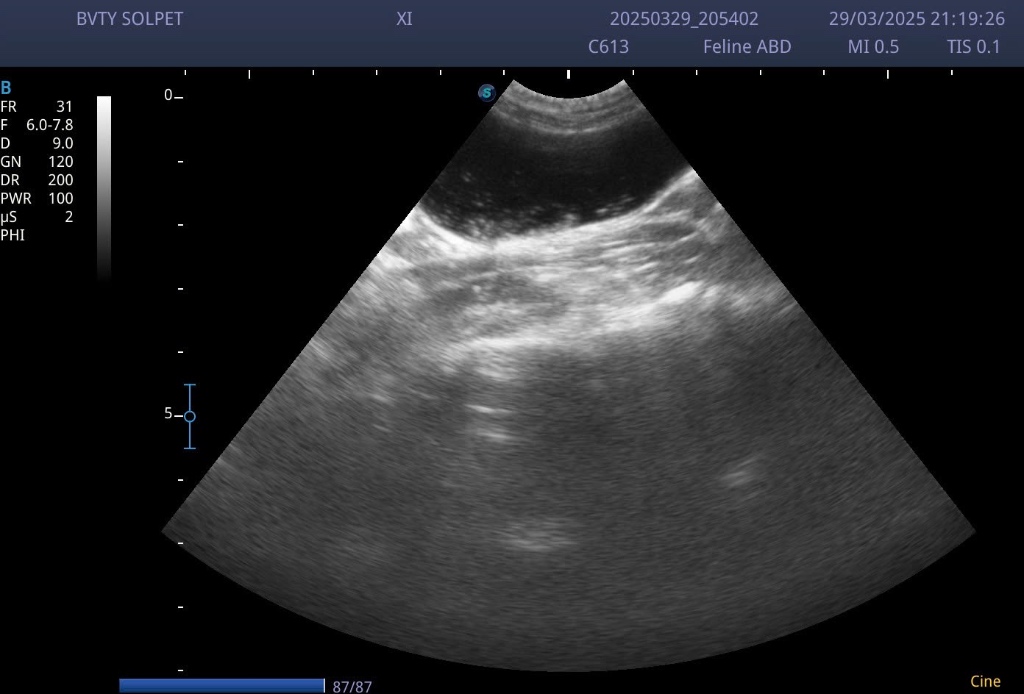 BVTY SOLPET XI 20250329_205402 29/03/2025 21:19:26
C613 Feline ABD MI 0.5 TIS 0.1
B
FR 31
F 6.0-7.8
D 9.0
GN 120
DR 200
PWR 100
µS 2
PHI
S
0
5
87/87
Cine